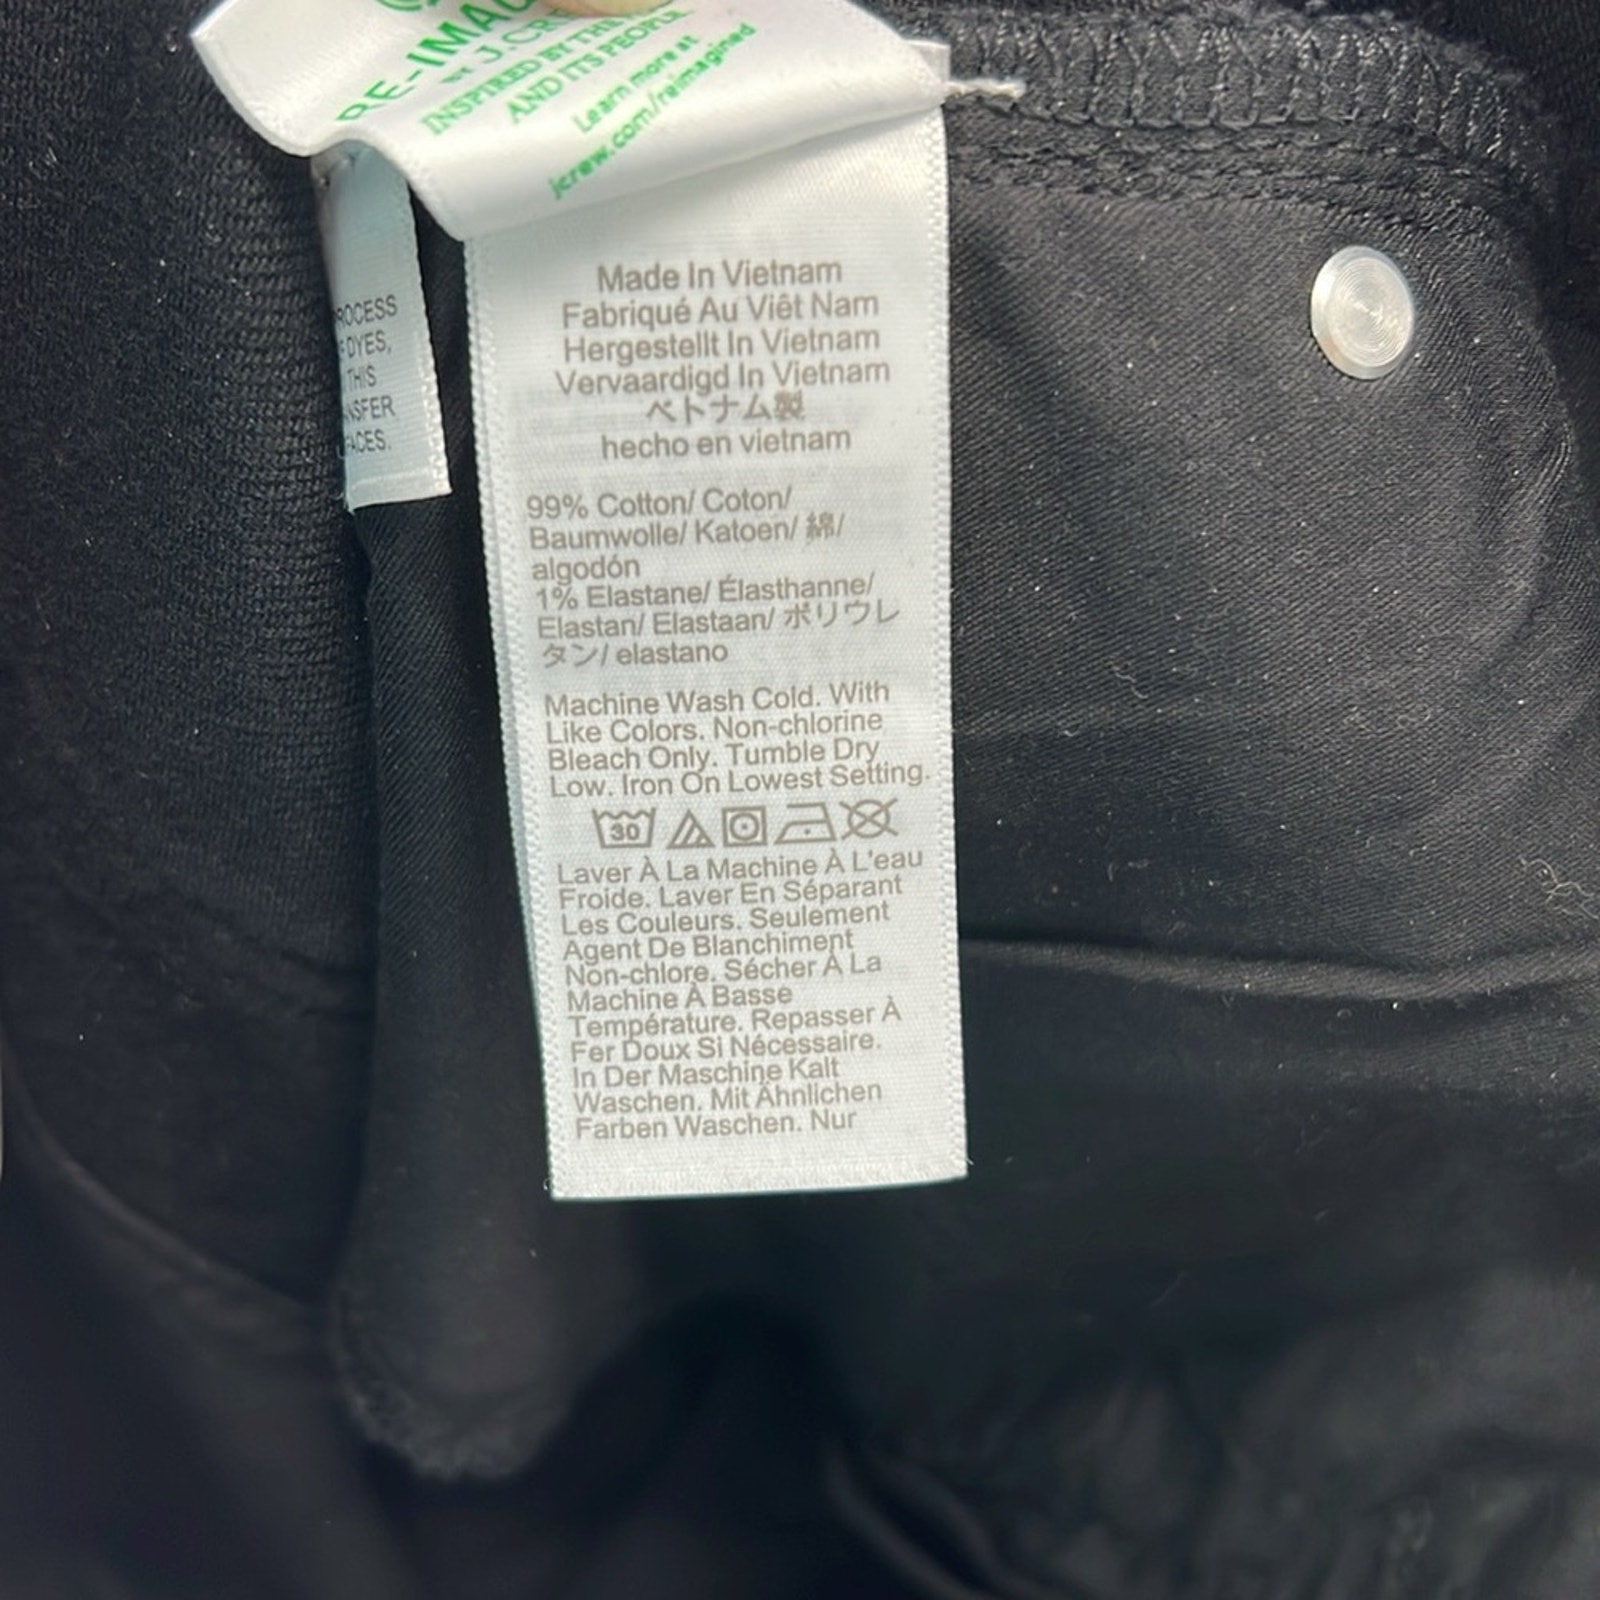 RE-IMAG
BY J.CRE
INSPIRED BY THE
AND ITS PEOPLE
Learn more at
jcrew.com/reimagined
ROCESS
DYES,
THIS
NSFER
FACES.
Made In Vietnam
Fabriqué Au Viêt Nam
Hergestellt In Vietnam
Vervaardigd In Vietnam
ベトナム製
hecho en vietnam
99% Cotton/ Coton/
Baumwolle/ Katoen/ 綿/
algodón
1% Elastane/ Élasthanne/
Elastan/ Elastaan/ ポリウレ
タン/ elastano
Machine Wash Cold. With
Like Colors. Non-chlorine
Bleach Only. Tumble Dry
Low. Iron On Lowest Setting.
30
Laver À La Machine À L'eau
Froide. Laver En Séparant
Les Couleurs. Seulement
Agent De Blanchiment
Non-chlore. Sécher À La
Machine À Basse
Température. Repasser À
Fer Doux Si Nécessaire.
In Der Maschine Kalt
Waschen. Mit Ähnlichen
Farben Waschen. Nur